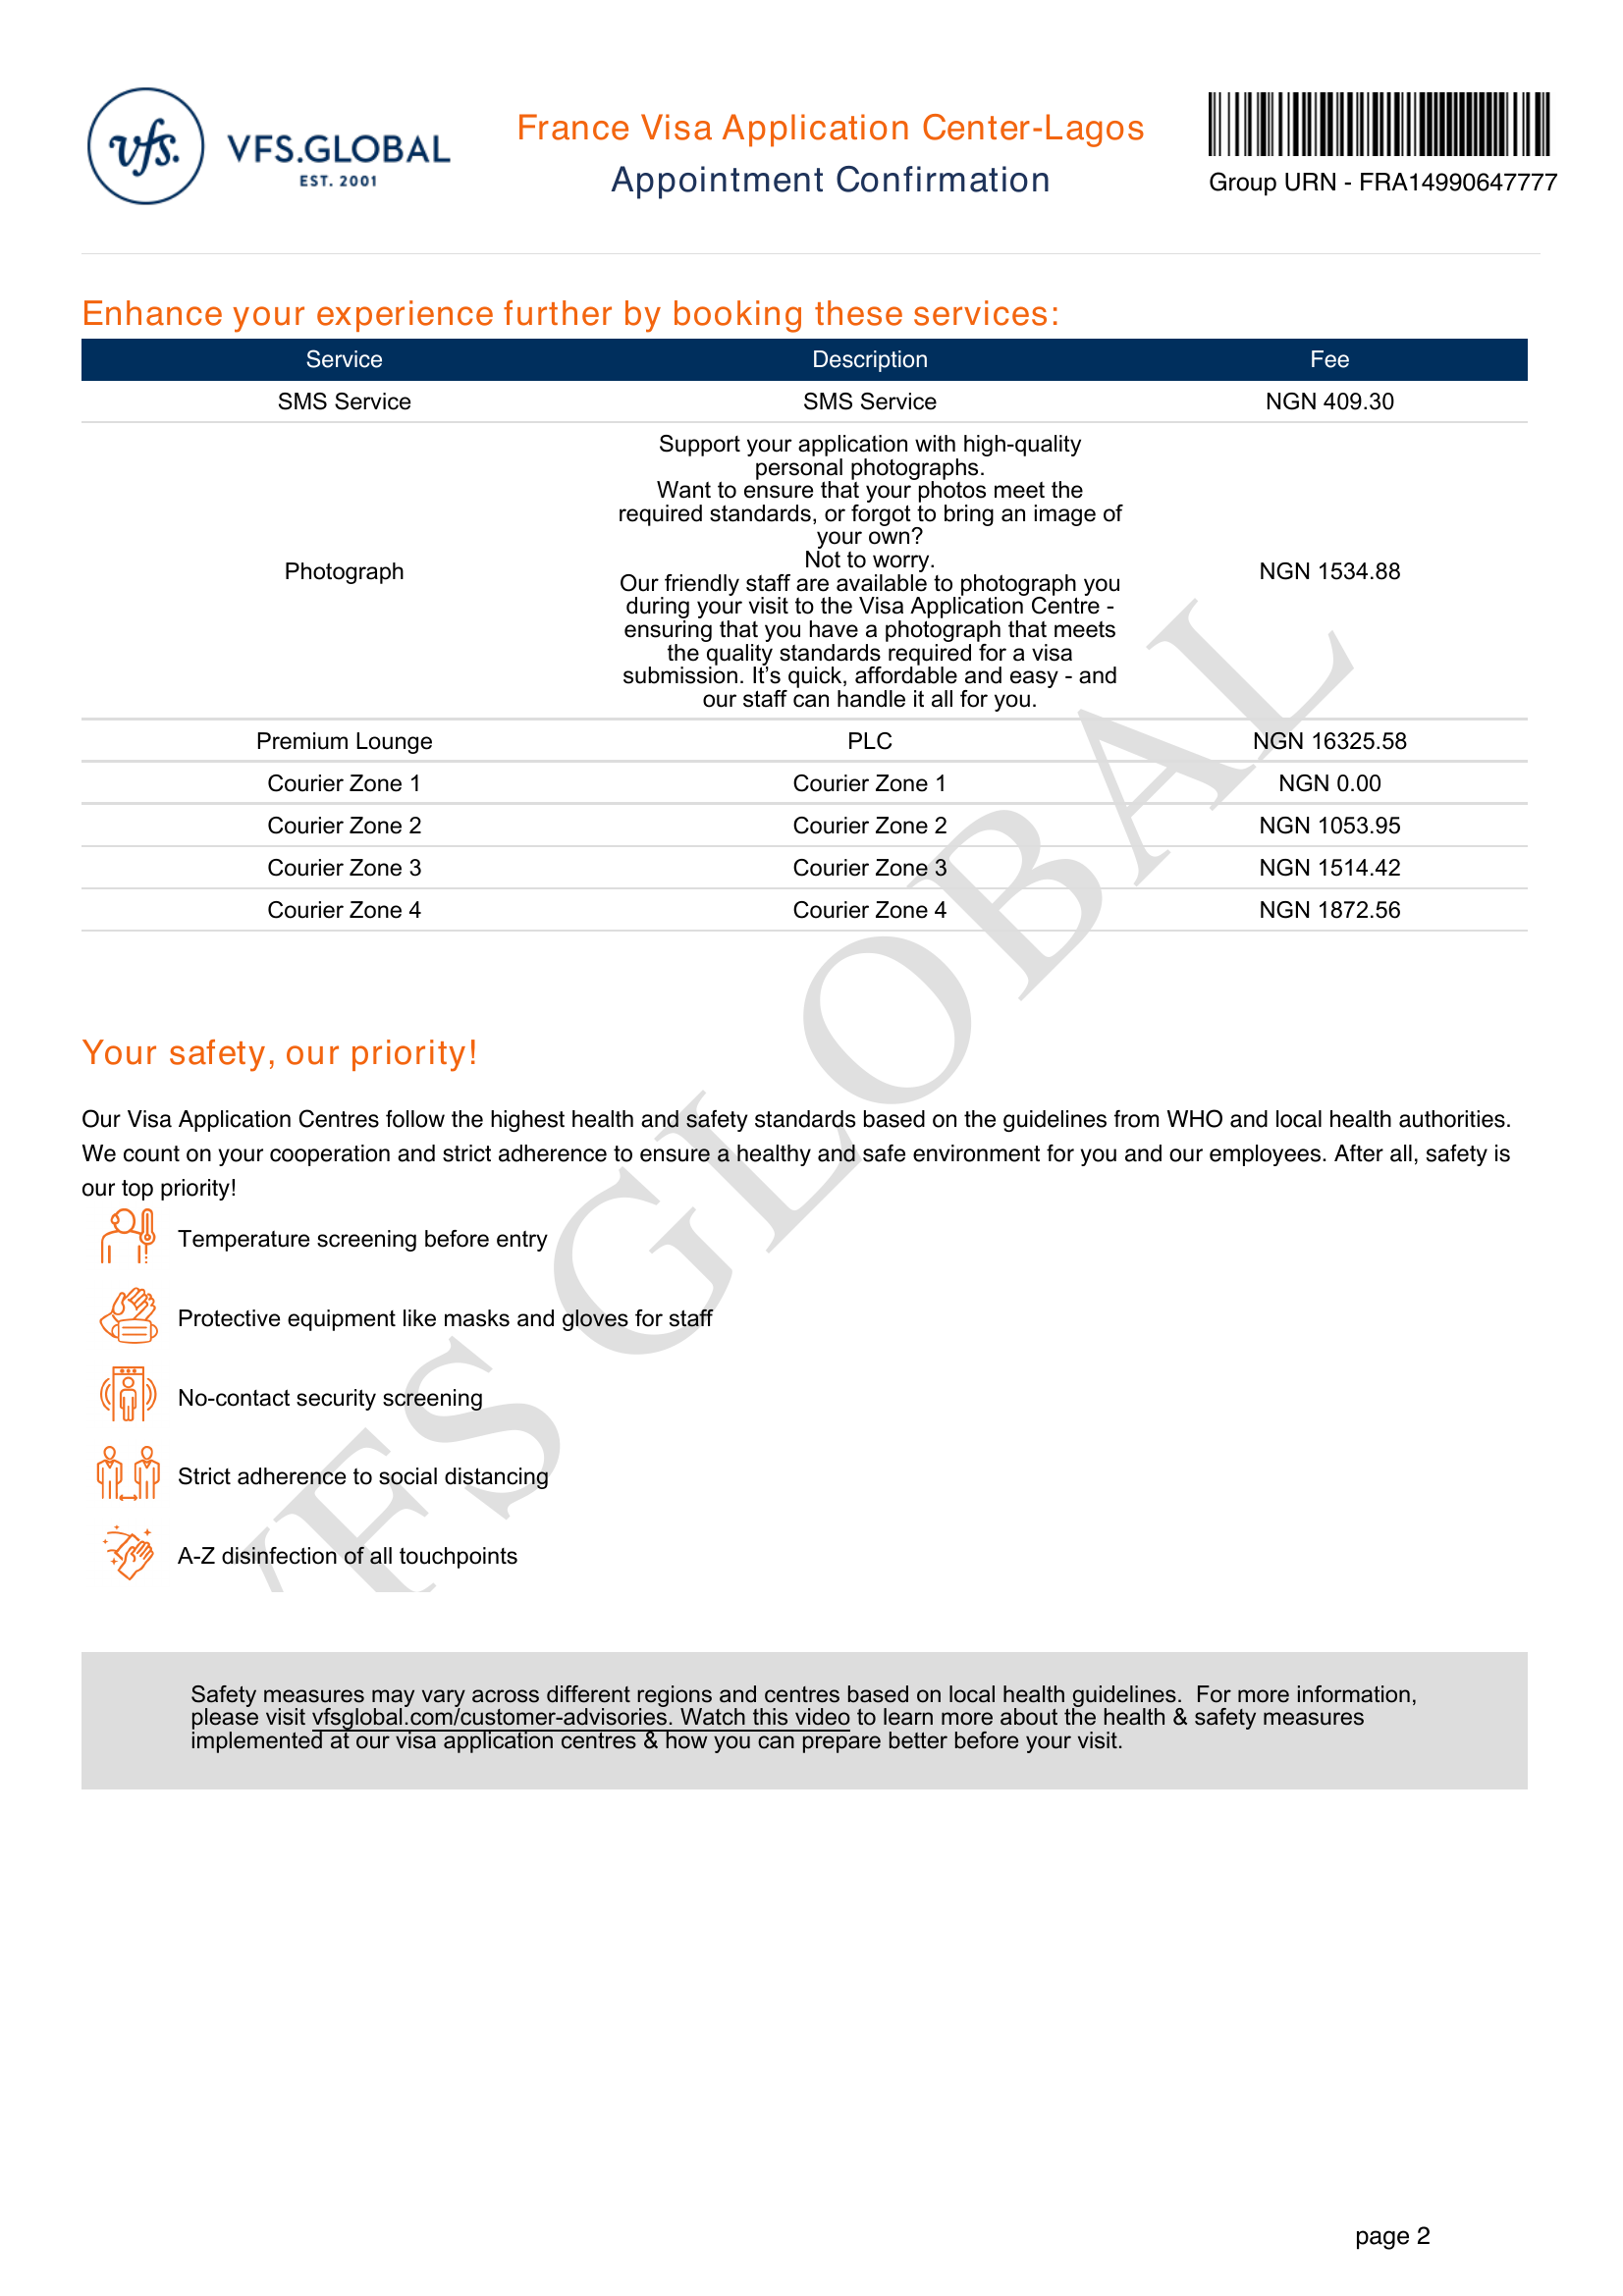 vfs.
VFS.GLOBAL
EST. 2001
France Visa Application Center-Lagos
Appointment Confirmation
Group URN - FRA14990647777
Enhance your experience further by booking these services:
Service Description Fee
SMS Service SMS Service NGN 409.30
Support your application with high-quality
personal photographs.
Want to ensure that your photos meet the
required standards, or forgot to bring an image of
your own?
Not to worry.
Photograph NGN 1534.88
Our friendly staff are available to photograph you
during your visit to the Visa Application Centre -
ensuring that you have a photograph that meets
the quality standards required for a visa
submission. It’s quick, affordable and easy - and
our staff can handle it all for you.
Premium Lounge PLC NGN 16325.58
Courier Zone 1 Courier Zone 1 NGN 0.00
Courier Zone 2 Courier Zone 2 NGN 1053.95
Courier Zone 3 Courier Zone 3 NGN 1514.42
Courier Zone 4 Courier Zone 4 NGN 1872.56
Your safety, our priority!
Our Visa Application Centres follow the highest health and safety standards based on the guidelines from WHO and local health authorities.
We count on your cooperation and strict adherence to ensure a healthy and safe environment for you and our employees. After all, safety is
our top priority!
Temperature screening before entry
Protective equipment like masks and gloves for staff
No-contact security screening
Strict adherence to social distancing
A-Z disinfection of all touchpoints
VFS GLOBAL
Safety measures may vary across different regions and centres based on local health guidelines.  For more information,
please visit vfsglobal.com/customer-advisories. Watch this video to learn more about the health & safety measures
implemented at our visa application centres & how you can prepare better before your visit.
page 2